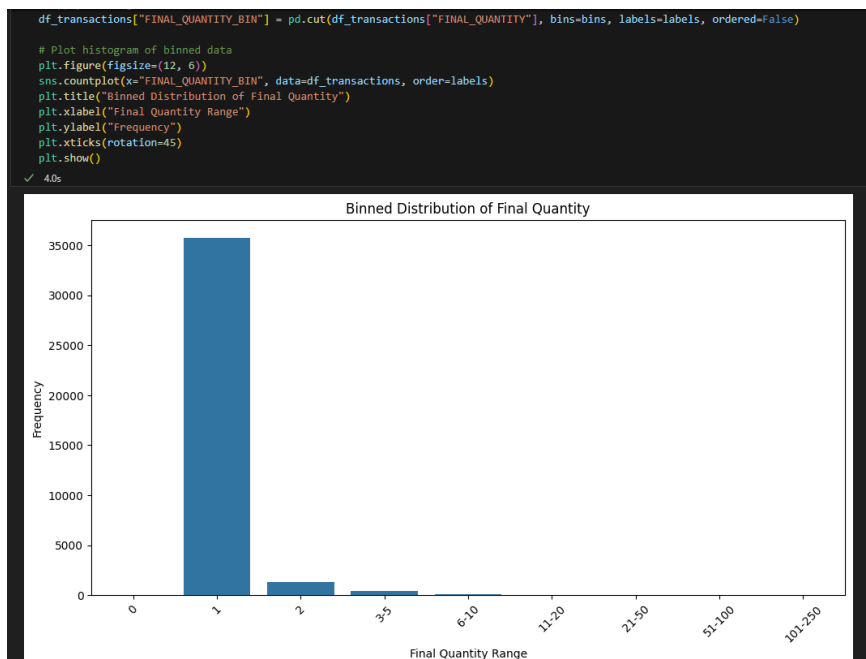 df_transactions["FINAL_QUANTITY_BIN"] = pd.cut(df_transactions["FINAL_QUANTITY"], bins=bins, labels=labels, ordered=False)
# Plot histogram of binned data
plt.figure(figsize=(12, 6))
sns.countplot(x="FINAL_QUANTITY_BIN", data=df_transactions, order=labels)
plt.title("Binned Distribution of Final Quantity")
plt.xlabel("Final Quantity Range")
plt.ylabel("Frequency")
plt.xticks(rotation=45)
plt.show()
4.0s
Binned Distribution of Final Quantity
35000
30000
25000
20000
15000
10000
5000
0
Frequency
0
1
2
3-5
6-10
11-20
21-50
51-100
101-250
Final Quantity Range